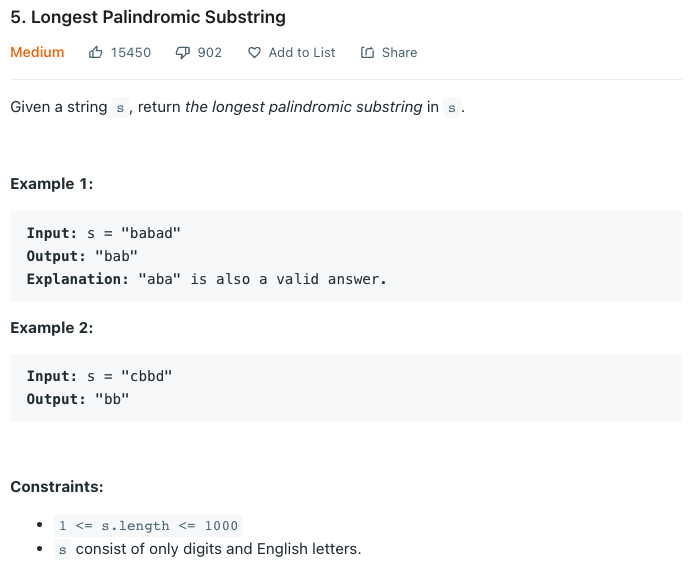 5. Longest Palindromic Substring
Medium 15450 902 Add to List Share
Given a string s, return the longest palindromic substring in s.
Example 1:
Input: s = "babad"
Output: "bab"
Explanation: "aba" is also a valid answer.
Example 2:
Input: s = "cbbd"
Output: "bb"
Constraints:
• 1 <= s.length <= 1000
• s consist of only digits and English letters.